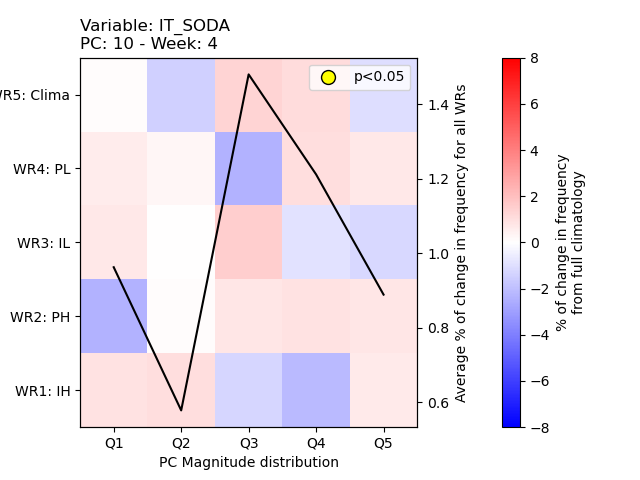 Variable: IT_SODA
PC: 10 - Week: 4
p<0.05
WR5: Clima
WR4: PL
WR3: IL
WR2: PH
WR1: IH
Q1 Q2 Q3 Q4 Q5
PC Magnitude distribution
1.4
1.2
1.0
0.8
0.6
Average % of change in frequency for all WRs
8
6
4
2
0
−2
−4
−6
−8
% of change in frequency
from full climatology